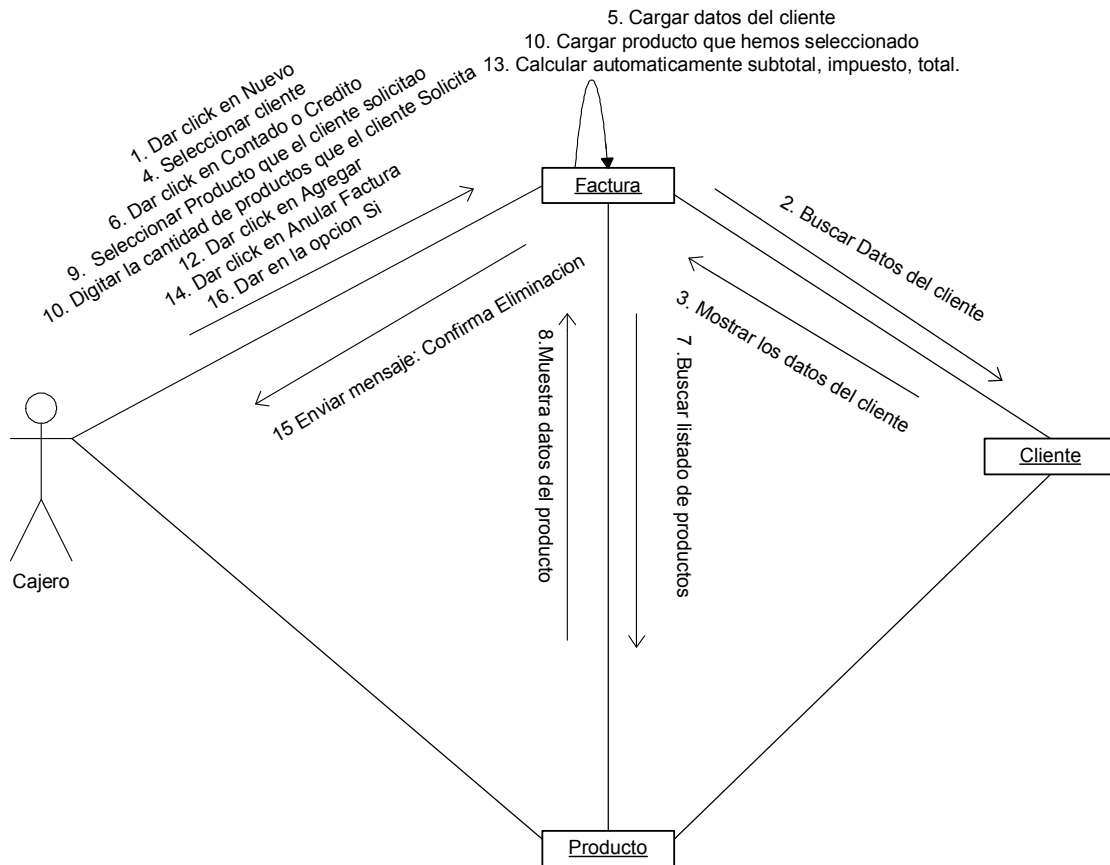 5. Cargar datos del cliente
10. Cargar producto que hemos seleccionado
13. Calcular automaticamente subtotal, impuesto, total.
1. Dar click en Nuevo
4. Seleccionar cliente
6. Dar click en Contado o Credito
9. Seleccionar Producto que el cliente solicitao
10. Digitar la cantidad de productos que el cliente Solicita
12. Dar click en Agregar
14. Dar click en Anular Factura
16. Dar en la opcion Si
Factura
2. Buscar Datos del cliente
3. Mostrar los datos del cliente
15 Enviar mensaje: Confirma Eliminacion
8.Muestra datos del producto
7 .Buscar listado de productos
Cliente
Cajero
Producto